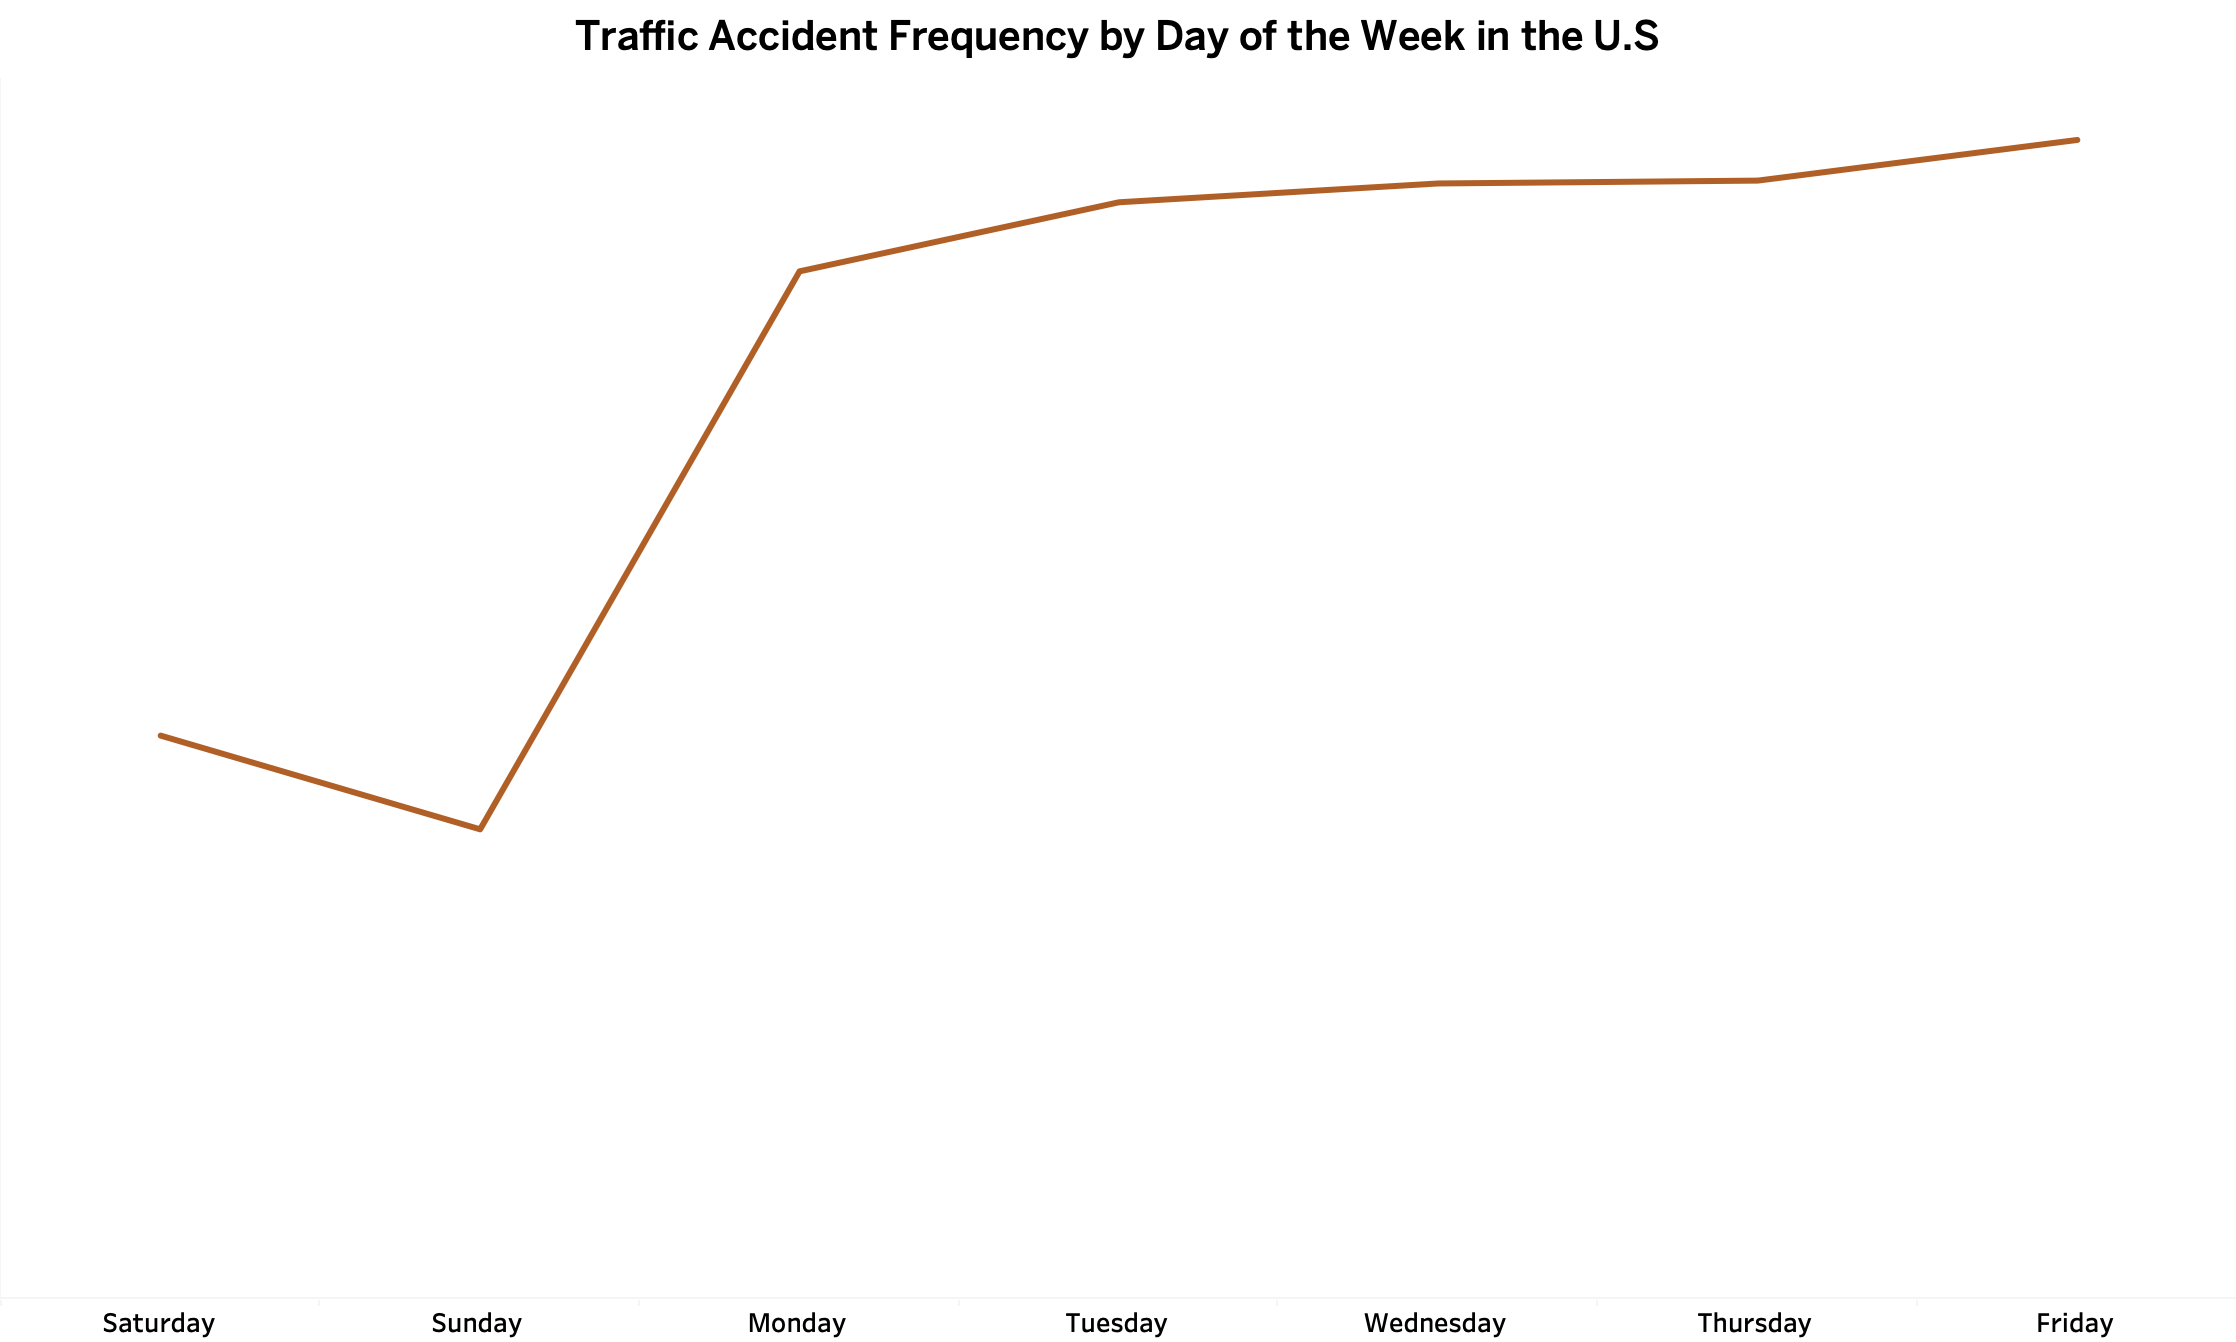 Traffic Accident Frequency by Day of the Week in the U.S
Saturday Sunday Monday Tuesday Wednesday Thursday Friday